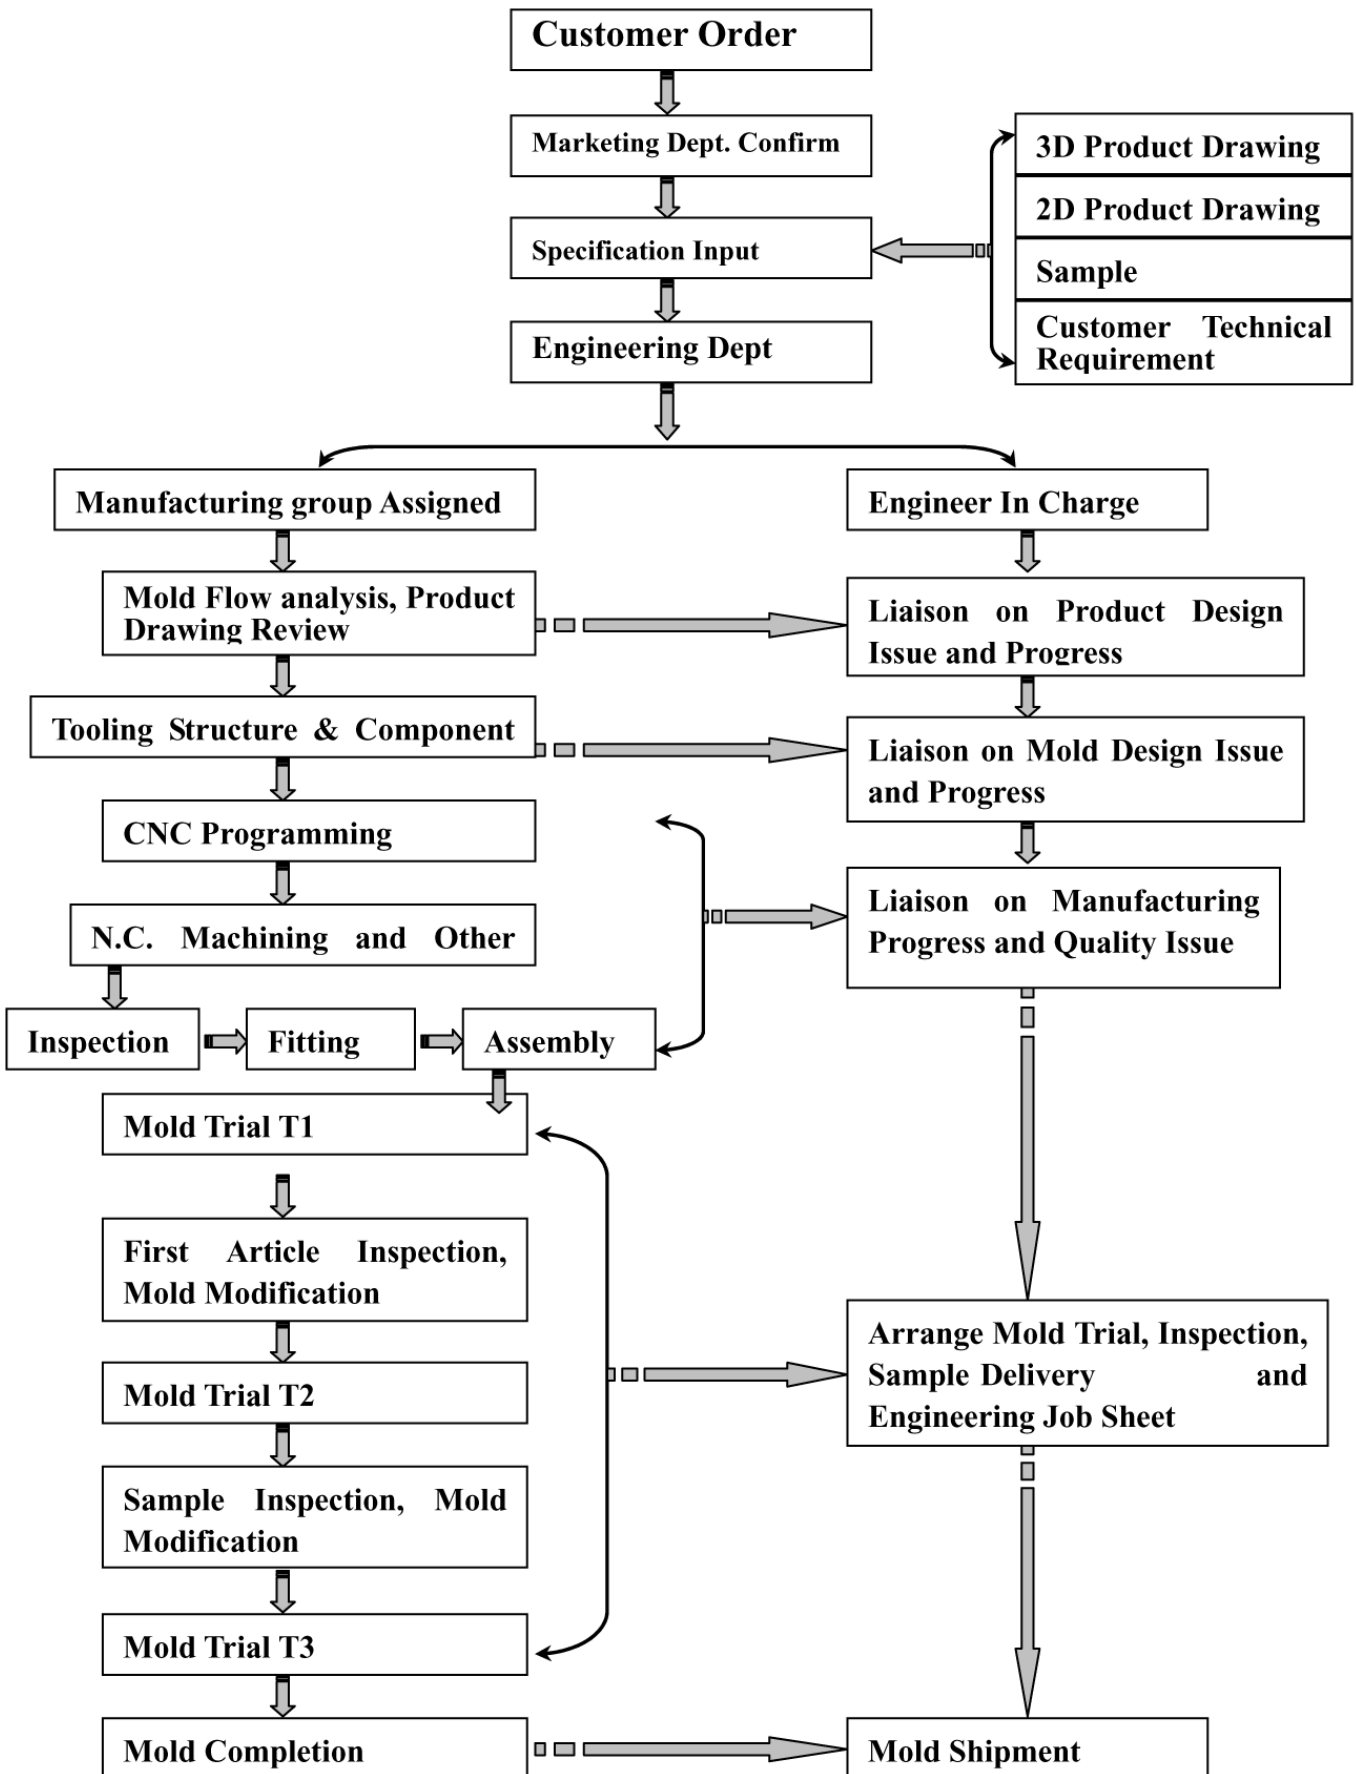 Customer Order
Marketing Dept. Confirm
3D Product Drawing
2D Product Drawing
Specification Input
Sample
Customer Technical
Requirement
Engineering Dept
Manufacturing group Assigned
Engineer In Charge
Mold Flow analysis, Product
Drawing Review
Liaison on Product Design
Issue and Progress
Tooling Structure & Component
Liaison on Mold Design Issue
and Progress
CNC Programming
Liaison on Manufacturing
Progress and Quality Issue
N.C. Machining and Other
Inspection
Fitting
Assembly
Mold Trial T1
First Article Inspection,
Mold Modification
Arrange Mold Trial, Inspection,
Sample Delivery and
Engineering Job Sheet
Mold Trial T2
Sample Inspection, Mold
Modification
Mold Trial T3
Mold Completion
Mold Shipment